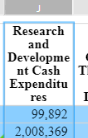 J
Research
and
Developme
nt Cash
Expenditu
res
99,892
2,008,369